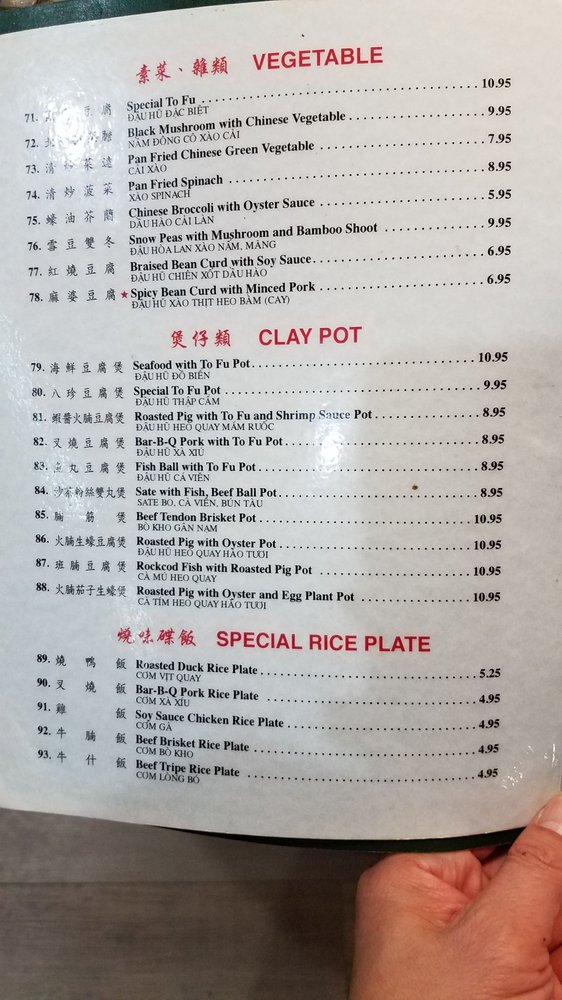 素菜、雜類 VEGETABLE
71. 豆腐 Special To Fu 10.95
ĐẬU HŨ ĐẶC BIỆT
72. Black Mushroom with Chinese Vegetable 9.95
NẤM ĐÔNG CÔ XÀO CẢI
73. 清炒菜遠 Pan Fried Chinese Green Vegetable 7.95
CẢI XÀO
74. 清炒菠菜 Pan Fried Spinach 8.95
XÀO SPINACH
75. 蠔油芥蘭 Chinese Broccoli with Oyster Sauce 5.95
DẦU HÀO CẢI LÀN
76. 雪豆雙冬 Snow Peas with Mushroom and Bamboo Shoot 9.95
ĐẬU HÒA LAN XÀO NẤM, MĂNG
77. 紅燒豆腐 Braised Bean Curd with Soy Sauce 6.95
ĐẬU HŨ CHIÊN XỐT DẦU HÀO
78. 麻婆豆腐 ★ Spicy Bean Curd with Minced Pork 6.95
ĐẬU HŨ XÀO THỊT HEO BẰM (CAY)
煲仔類 CLAY POT
79. 海鮮豆腐煲 Seafood with To Fu Pot 10.95
ĐẬU HŨ ĐỒ BIỂN
80. 八珍豆腐煲 Special To Fu Pot 9.95
ĐẬU HŨ THẬP CẨM
81. 蝦醬火腩豆腐煲 Roasted Pig with To Fu and Shrimp Sauce Pot 8.95
ĐẬU HŨ HEO QUAY MẮM RUỐC
82. 叉燒豆腐煲 Bar-B-Q Pork with To Fu Pot 8.95
ĐẬU HŨ XÁ XÍU
83. 魚丸豆腐煲 Fish Ball with To Fu Pot 8.95
ĐẬU HŨ CÁ VIÊN
84. 沙茶粉絲雙丸煲 Sate with Fish, Beef Ball Pot 8.95
SATE BO, CÁ VIÊN, BÚN TÀU
85. 腩筋煲 Beef Tendon Brisket Pot 10.95
BÒ KHO GÂN NẠM
86. 火腩生蠔豆腐煲 Roasted Pig with Oyster Pot 10.95
ĐẬU HŨ HEO QUAY HÀO TƯƠI
87. 班腩豆腐煲 Rockcod Fish with Roasted Pig Pot 10.95
CÁ MÚ HEO QUAY
88. 火腩茄子生蠔煲 Roasted Pig with Oyster and Egg Plant Pot 10.95
CÀ TÍM HEO QUAY HÀO TƯƠI
燒味碟飯 SPECIAL RICE PLATE
89. 燒鴨飯 Roasted Duck Rice Plate 5.25
CƠM VỊT QUAY
90. 叉燒飯 Bar-B-Q Pork Rice Plate 4.95
CƠM XÁ XÍU
91. 雞飯 Soy Sauce Chicken Rice Plate 4.95
CƠM GÀ
92. 牛腩飯 Beef Brisket Rice Plate 4.95
CƠM BÒ KHO
93. 牛什飯 Beef Tripe Rice Plate 4.95
CƠM LÒNG BÒ